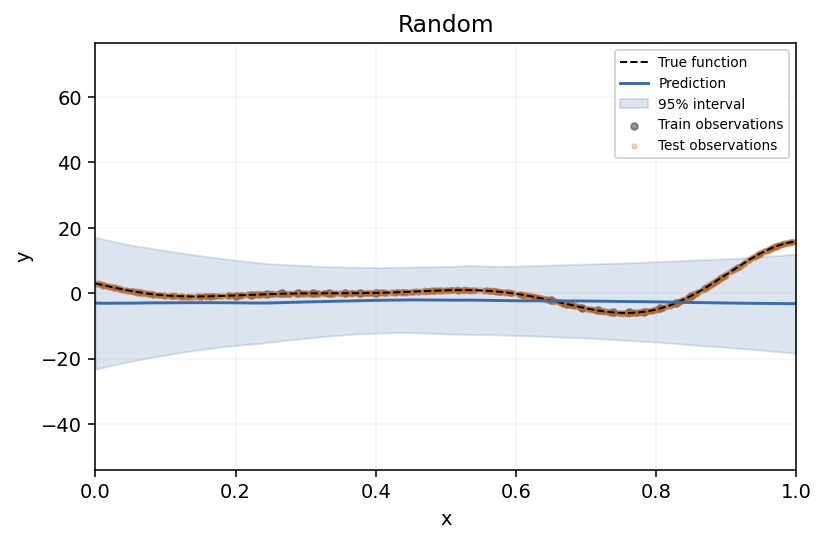 Random
True function
Prediction
95% interval
Train observations
Test observations
60
40
20
0
−20
−40
y
0.0 0.2 0.4 0.6 0.8 1.0
x